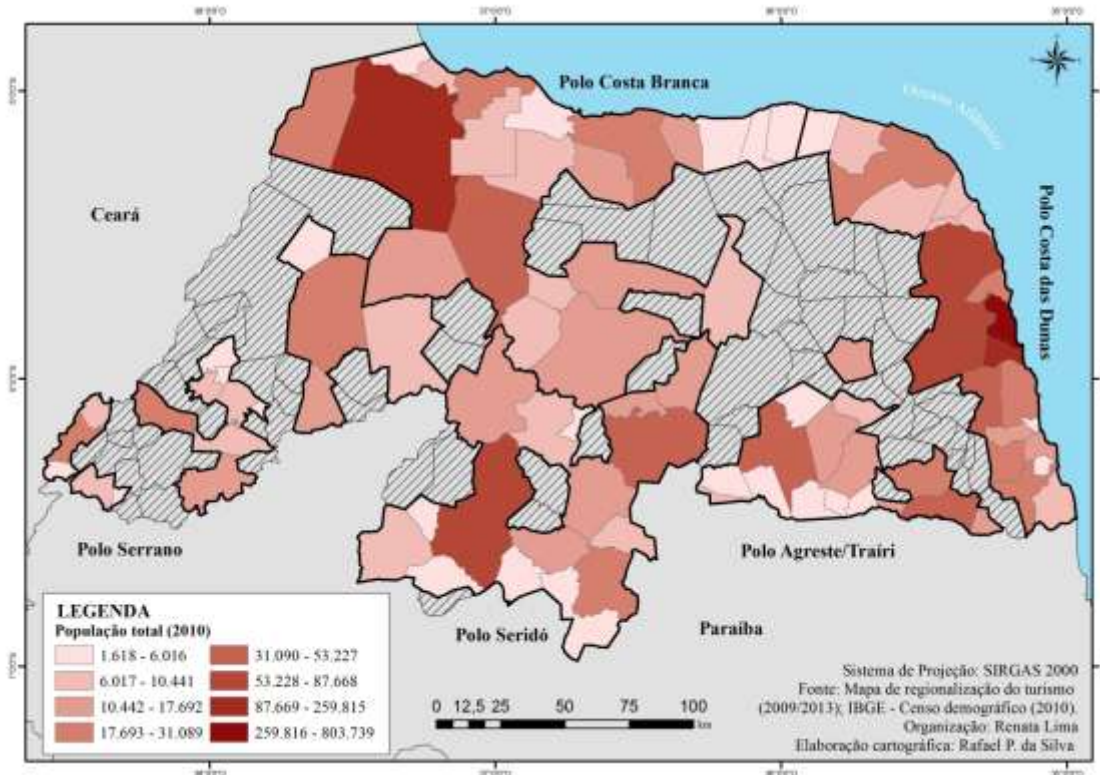 Polo Costa Branca
Polo Costa das Dunas
Ceará
Polo Serrano
Polo Agreste/Traíri
Polo Seridó
Paraíba
LEGENDA
População total (2010)
1.618 - 6.016
6.017 - 10.441
10.442 - 17.692
17.693 - 31.089
31.090 - 53.227
53.228 - 87.668
87.669 - 259.815
259.816 - 803.739
0 12,5 25 50 75 100
km
Sistema de Projeção: SIRGAS 2000
Fonte: Mapa de regionalização do turismo
(2009/2013); IBGE - Censo demográfico (2010).
Organização: Renata Lima
Elaboração cartográfica: Rafael P. da Silva